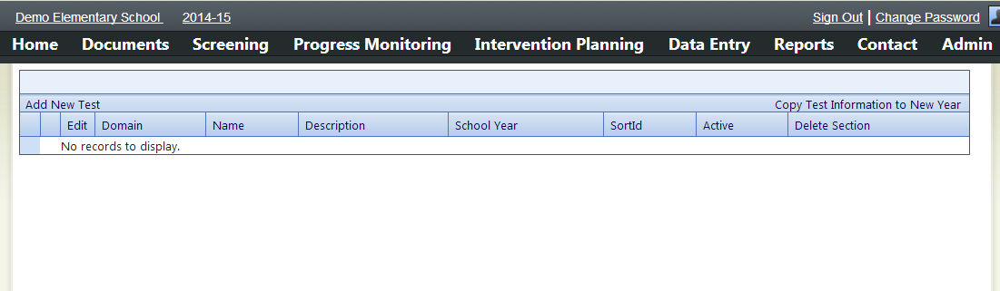 Demo Elementary School 2014-15 Sign Out | Change Password
Home Documents Screening Progress Monitoring Intervention Planning Data Entry Reports Contact Admin
Add New Test Copy Test Information to New Year
Edit Domain Name Description School Year SortId Active Delete Section
No records to display.